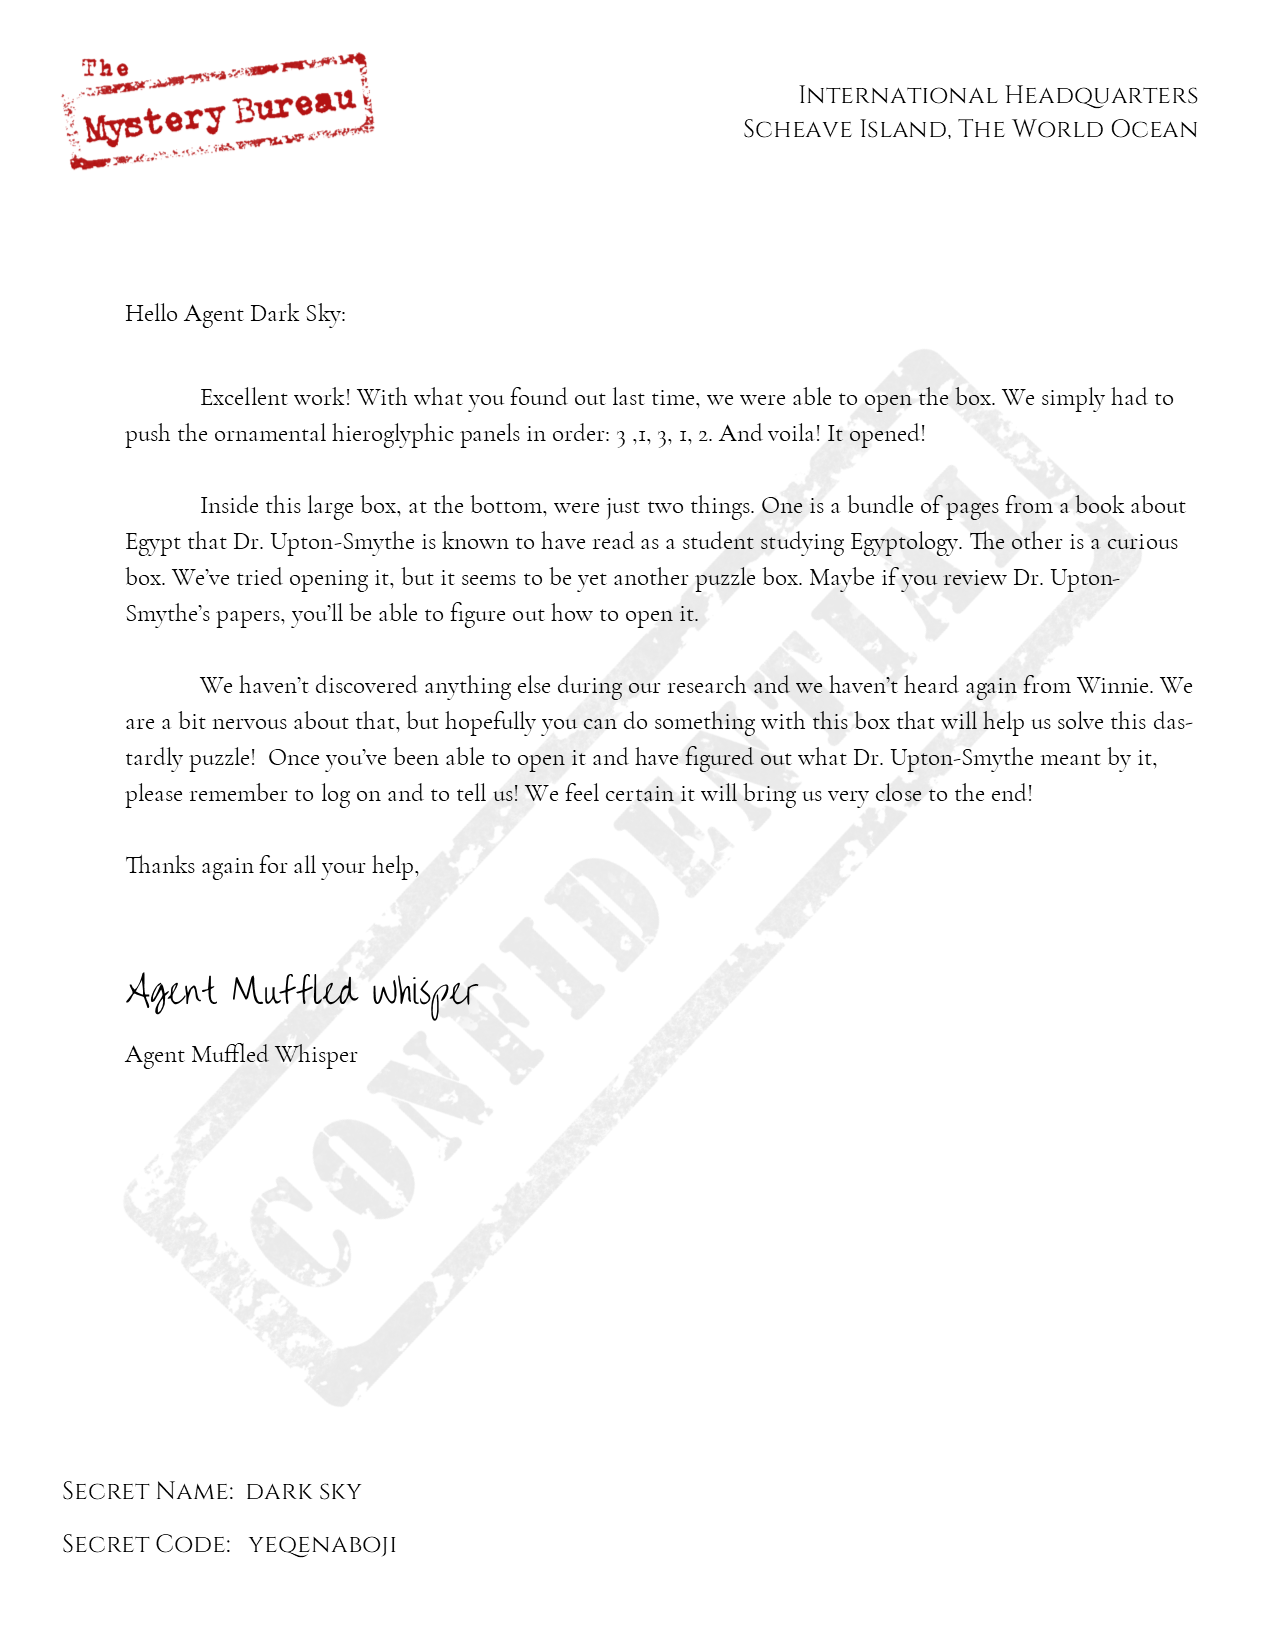 The
Mystery Bureau
International Headquarters
Scheave Island, The World Ocean
Hello Agent Dark Sky:
Excellent work! With what you found out last time, we were able to open the box. We simply had to
push the ornamental hieroglyphic panels in order: 3 ,1, 3, 1, 2. And voila! It opened!
Inside this large box, at the bottom, were just two things. One is a bundle of pages from a book about
Egypt that Dr. Upton-Smythe is known to have read as a student studying Egyptology. The other is a curious
box. We’ve tried opening it, but it seems to be yet another puzzle box. Maybe if you review Dr. Upton-
Smythe’s papers, you’ll be able to figure out how to open it.
We haven’t discovered anything else during our research and we haven’t heard again from Winnie. We
are a bit nervous about that, but hopefully you can do something with this box that will help us solve this das-
tardly puzzle!  Once you’ve been able to open it and have figured out what Dr. Upton-Smythe meant by it,
please remember to log on and to tell us! We feel certain it will bring us very close to the end!
Thanks again for all your help,
Agent Muffled Whisper
Agent Muffled Whisper
CONFIDENTIAL
Secret Name: dark sky
Secret Code: yeqenaboji